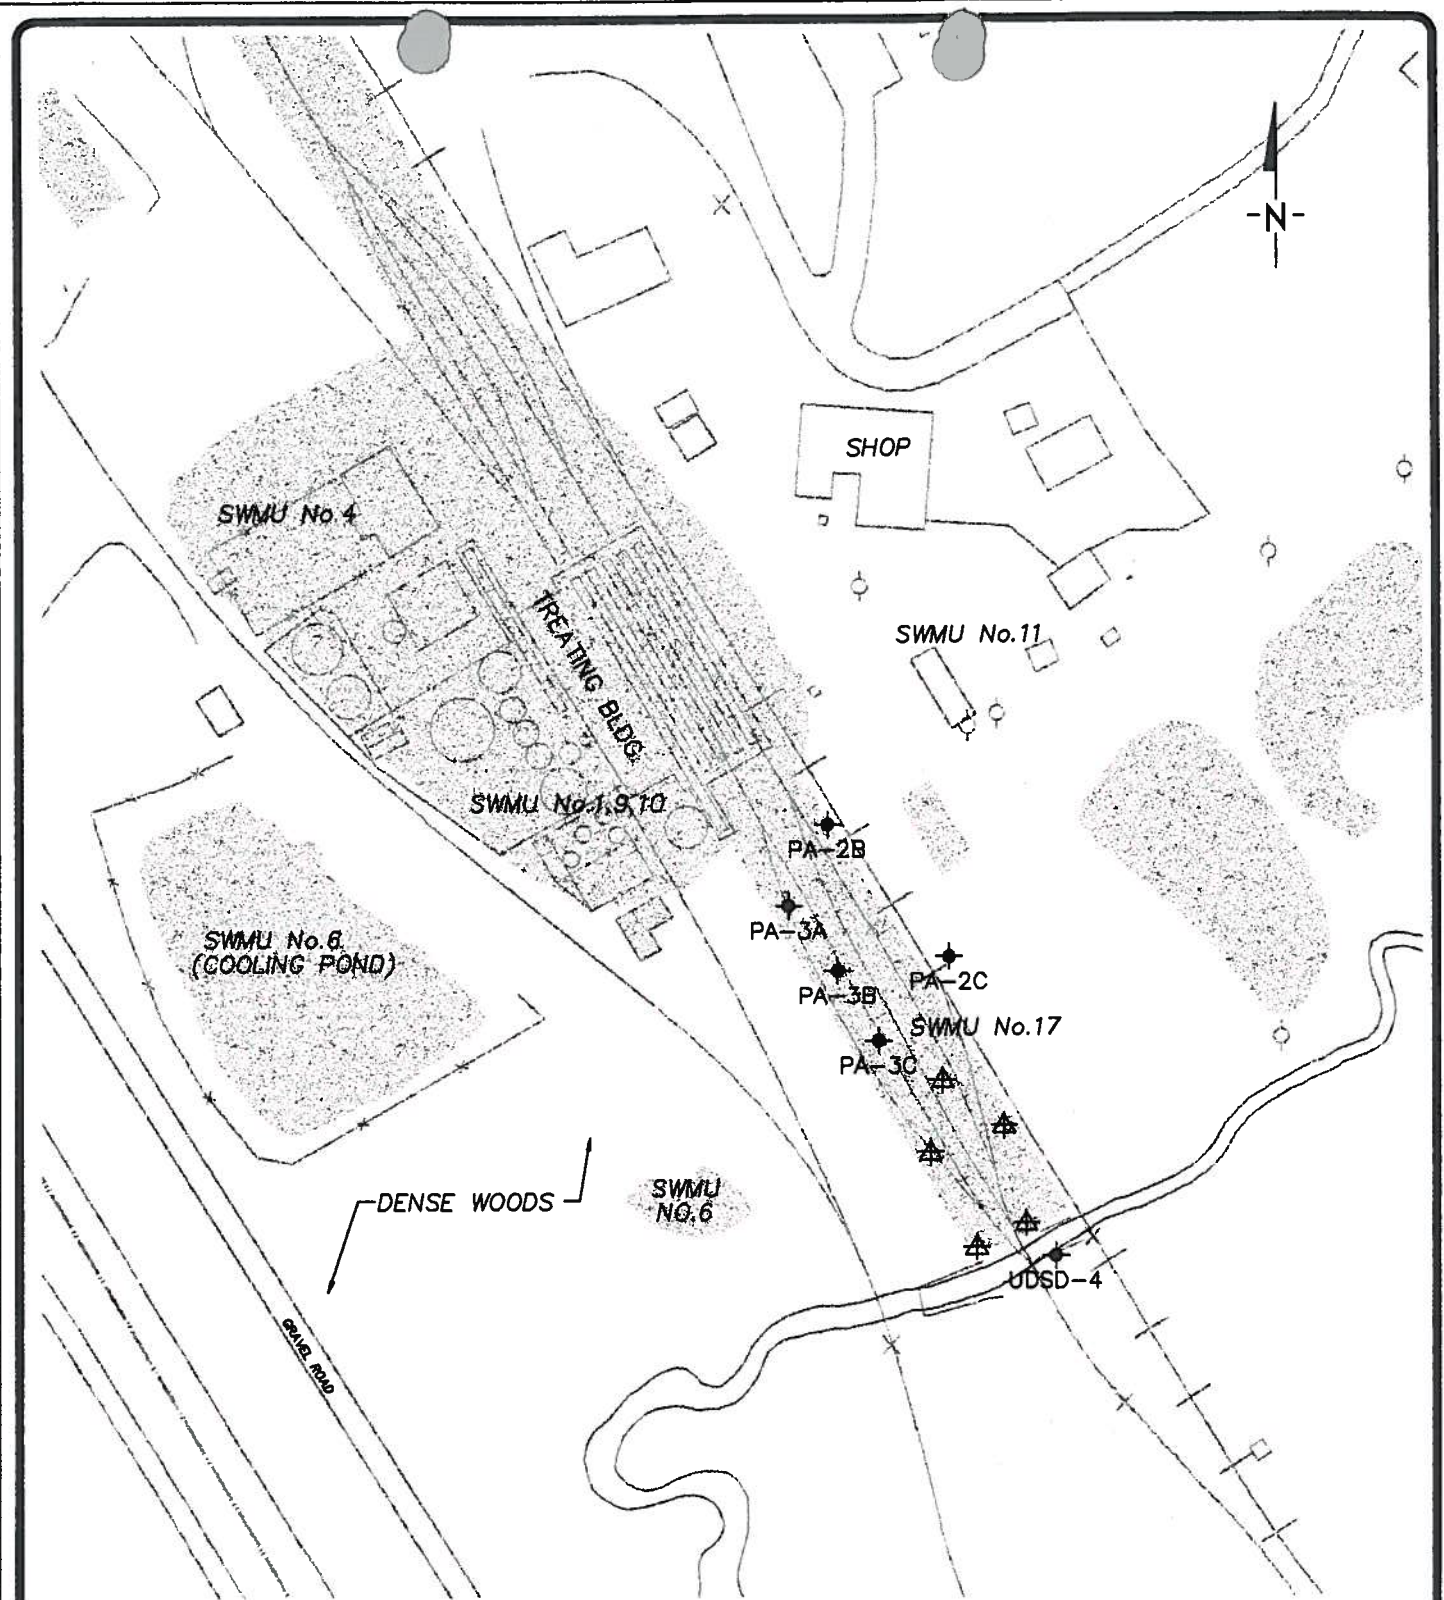 -N-
SHOP
SWMU No.4
TREATING BLDG.
SWMU No.11
SWMU No.1,9,10
PA-2B
PA-3A
SWMU No.8
(COOLING POND)
PA-2C
PA-3B
SWMU No.17
PA-3C
DENSE WOODS
SWMU
NO.6
UDSD-4
GRAVEL ROAD